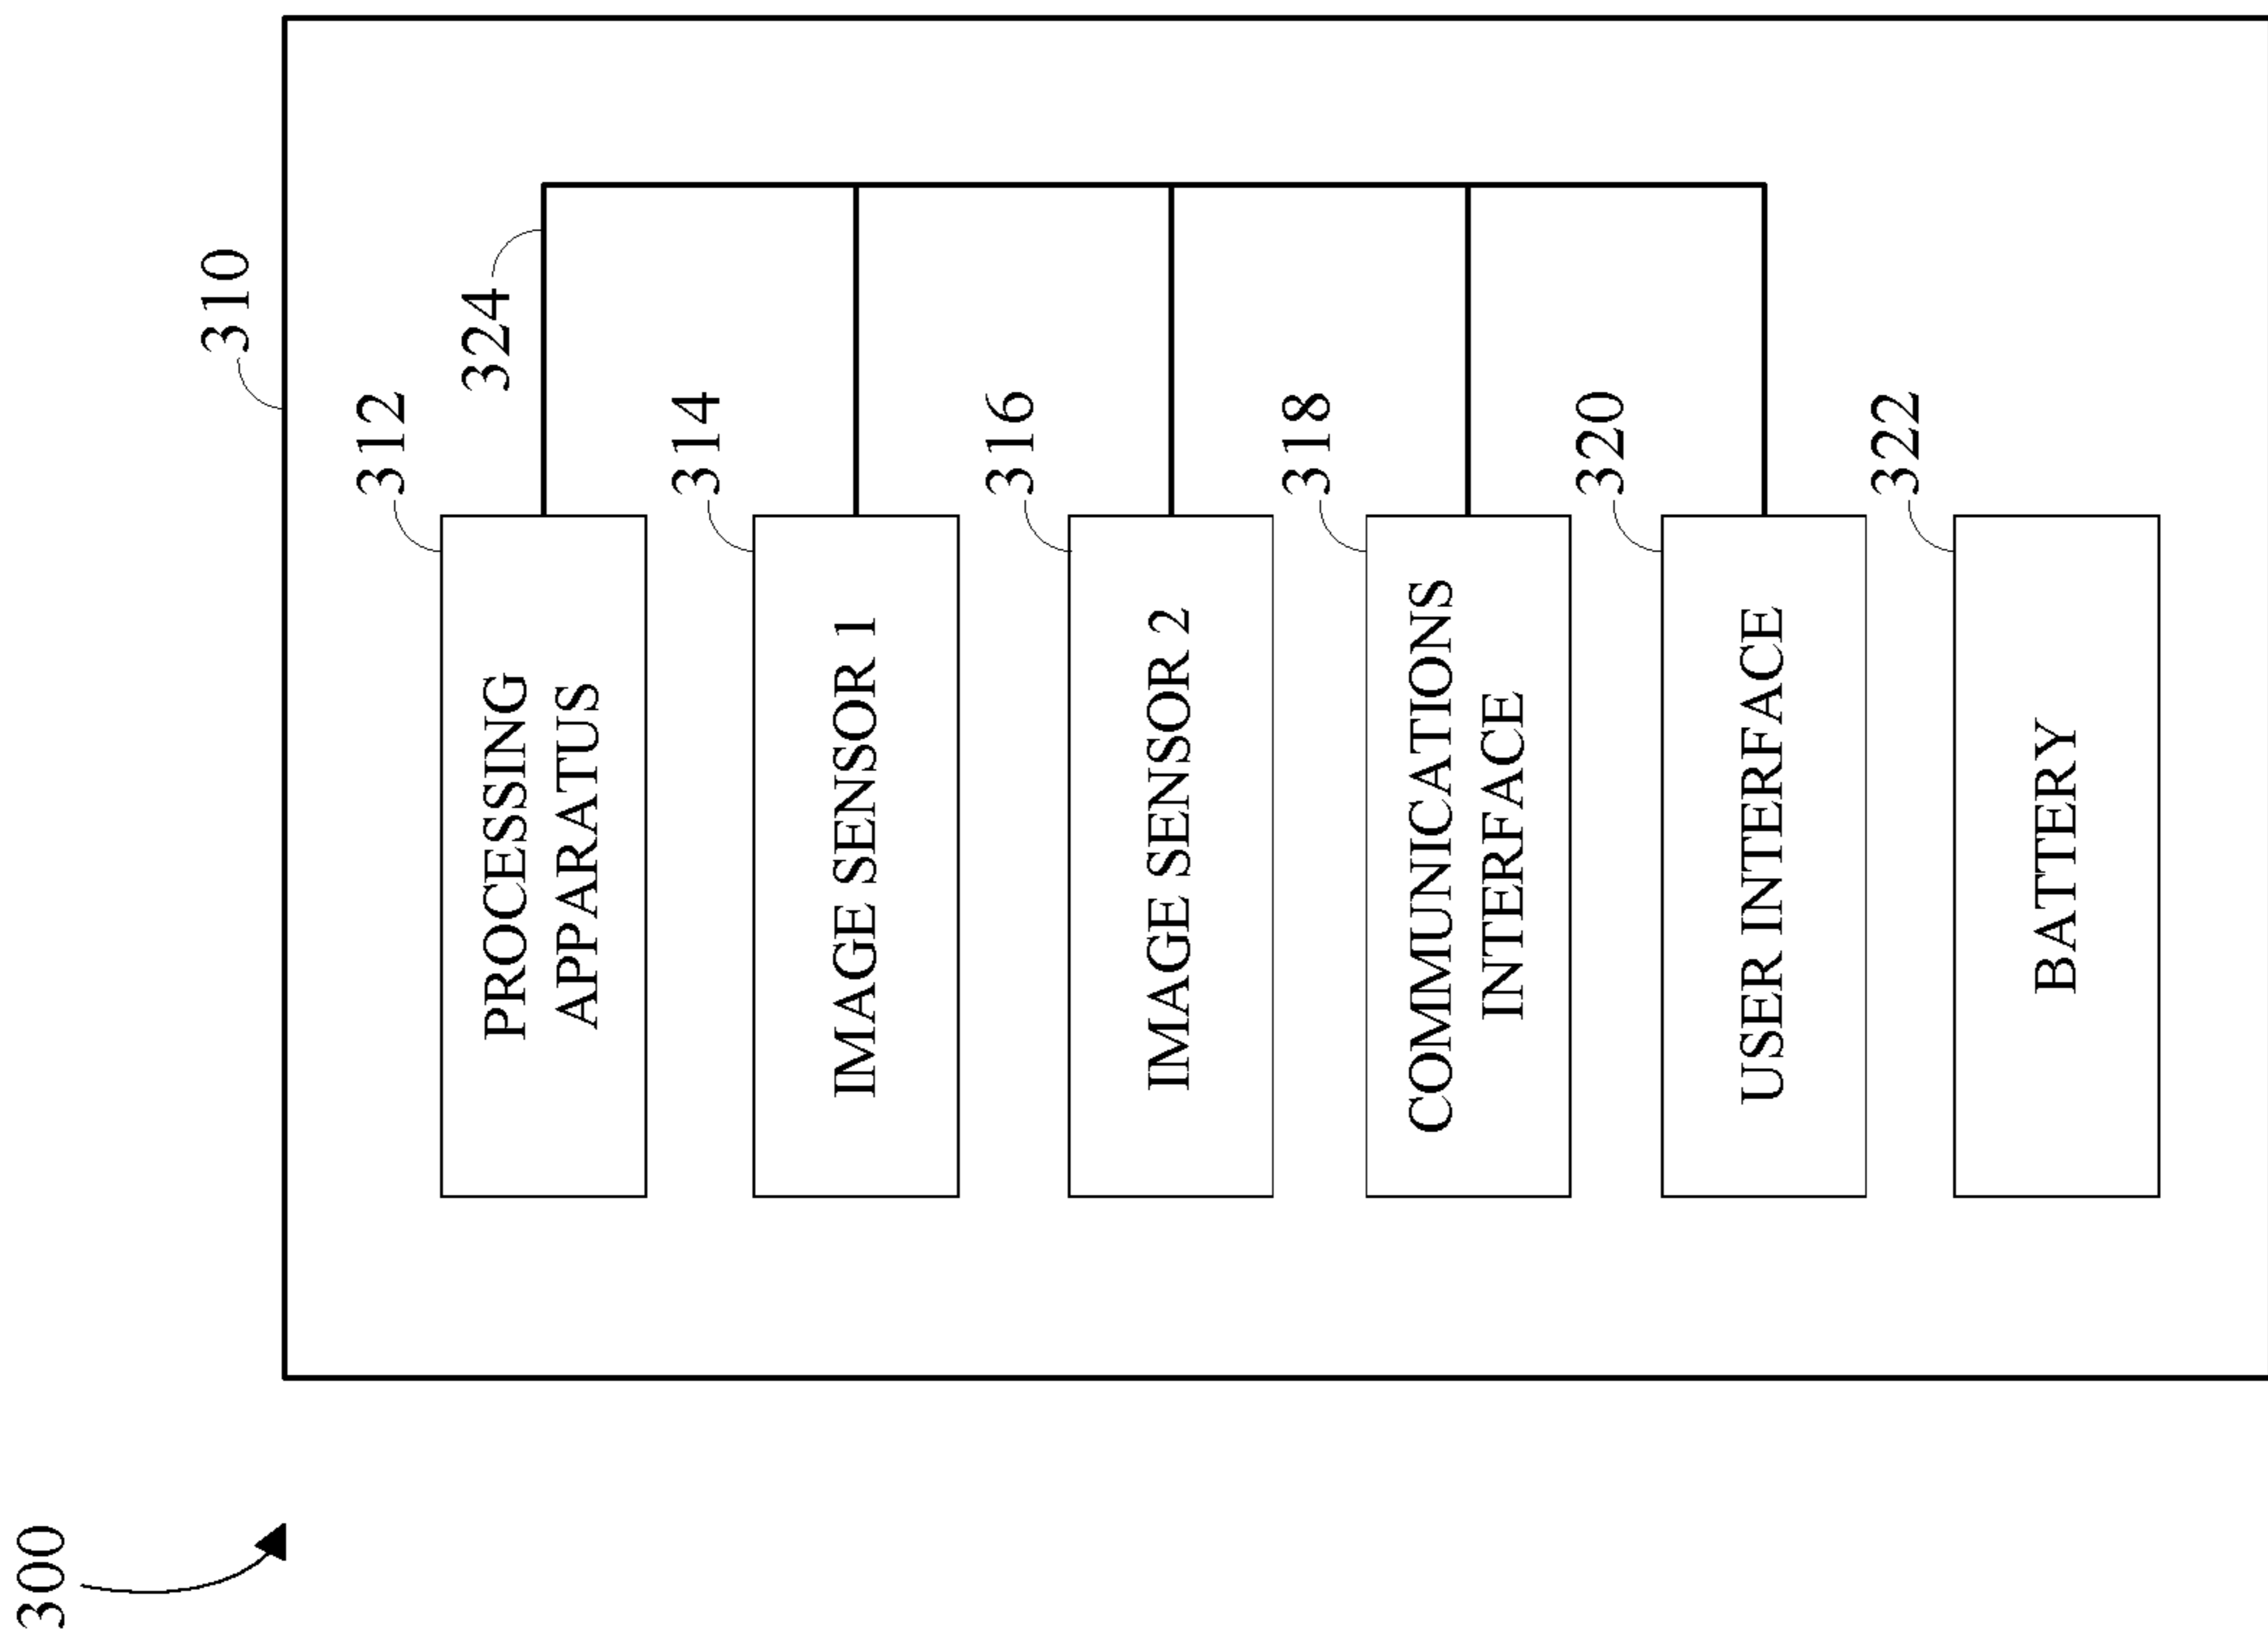 300
310
312
324
PROCESSING
APPARATUS
314
IMAGE SENSOR 1
316
IMAGE SENSOR 2
318
COMMUNICATIONS
INTERFACE
320
USER INTERFACE
322
BATTERY